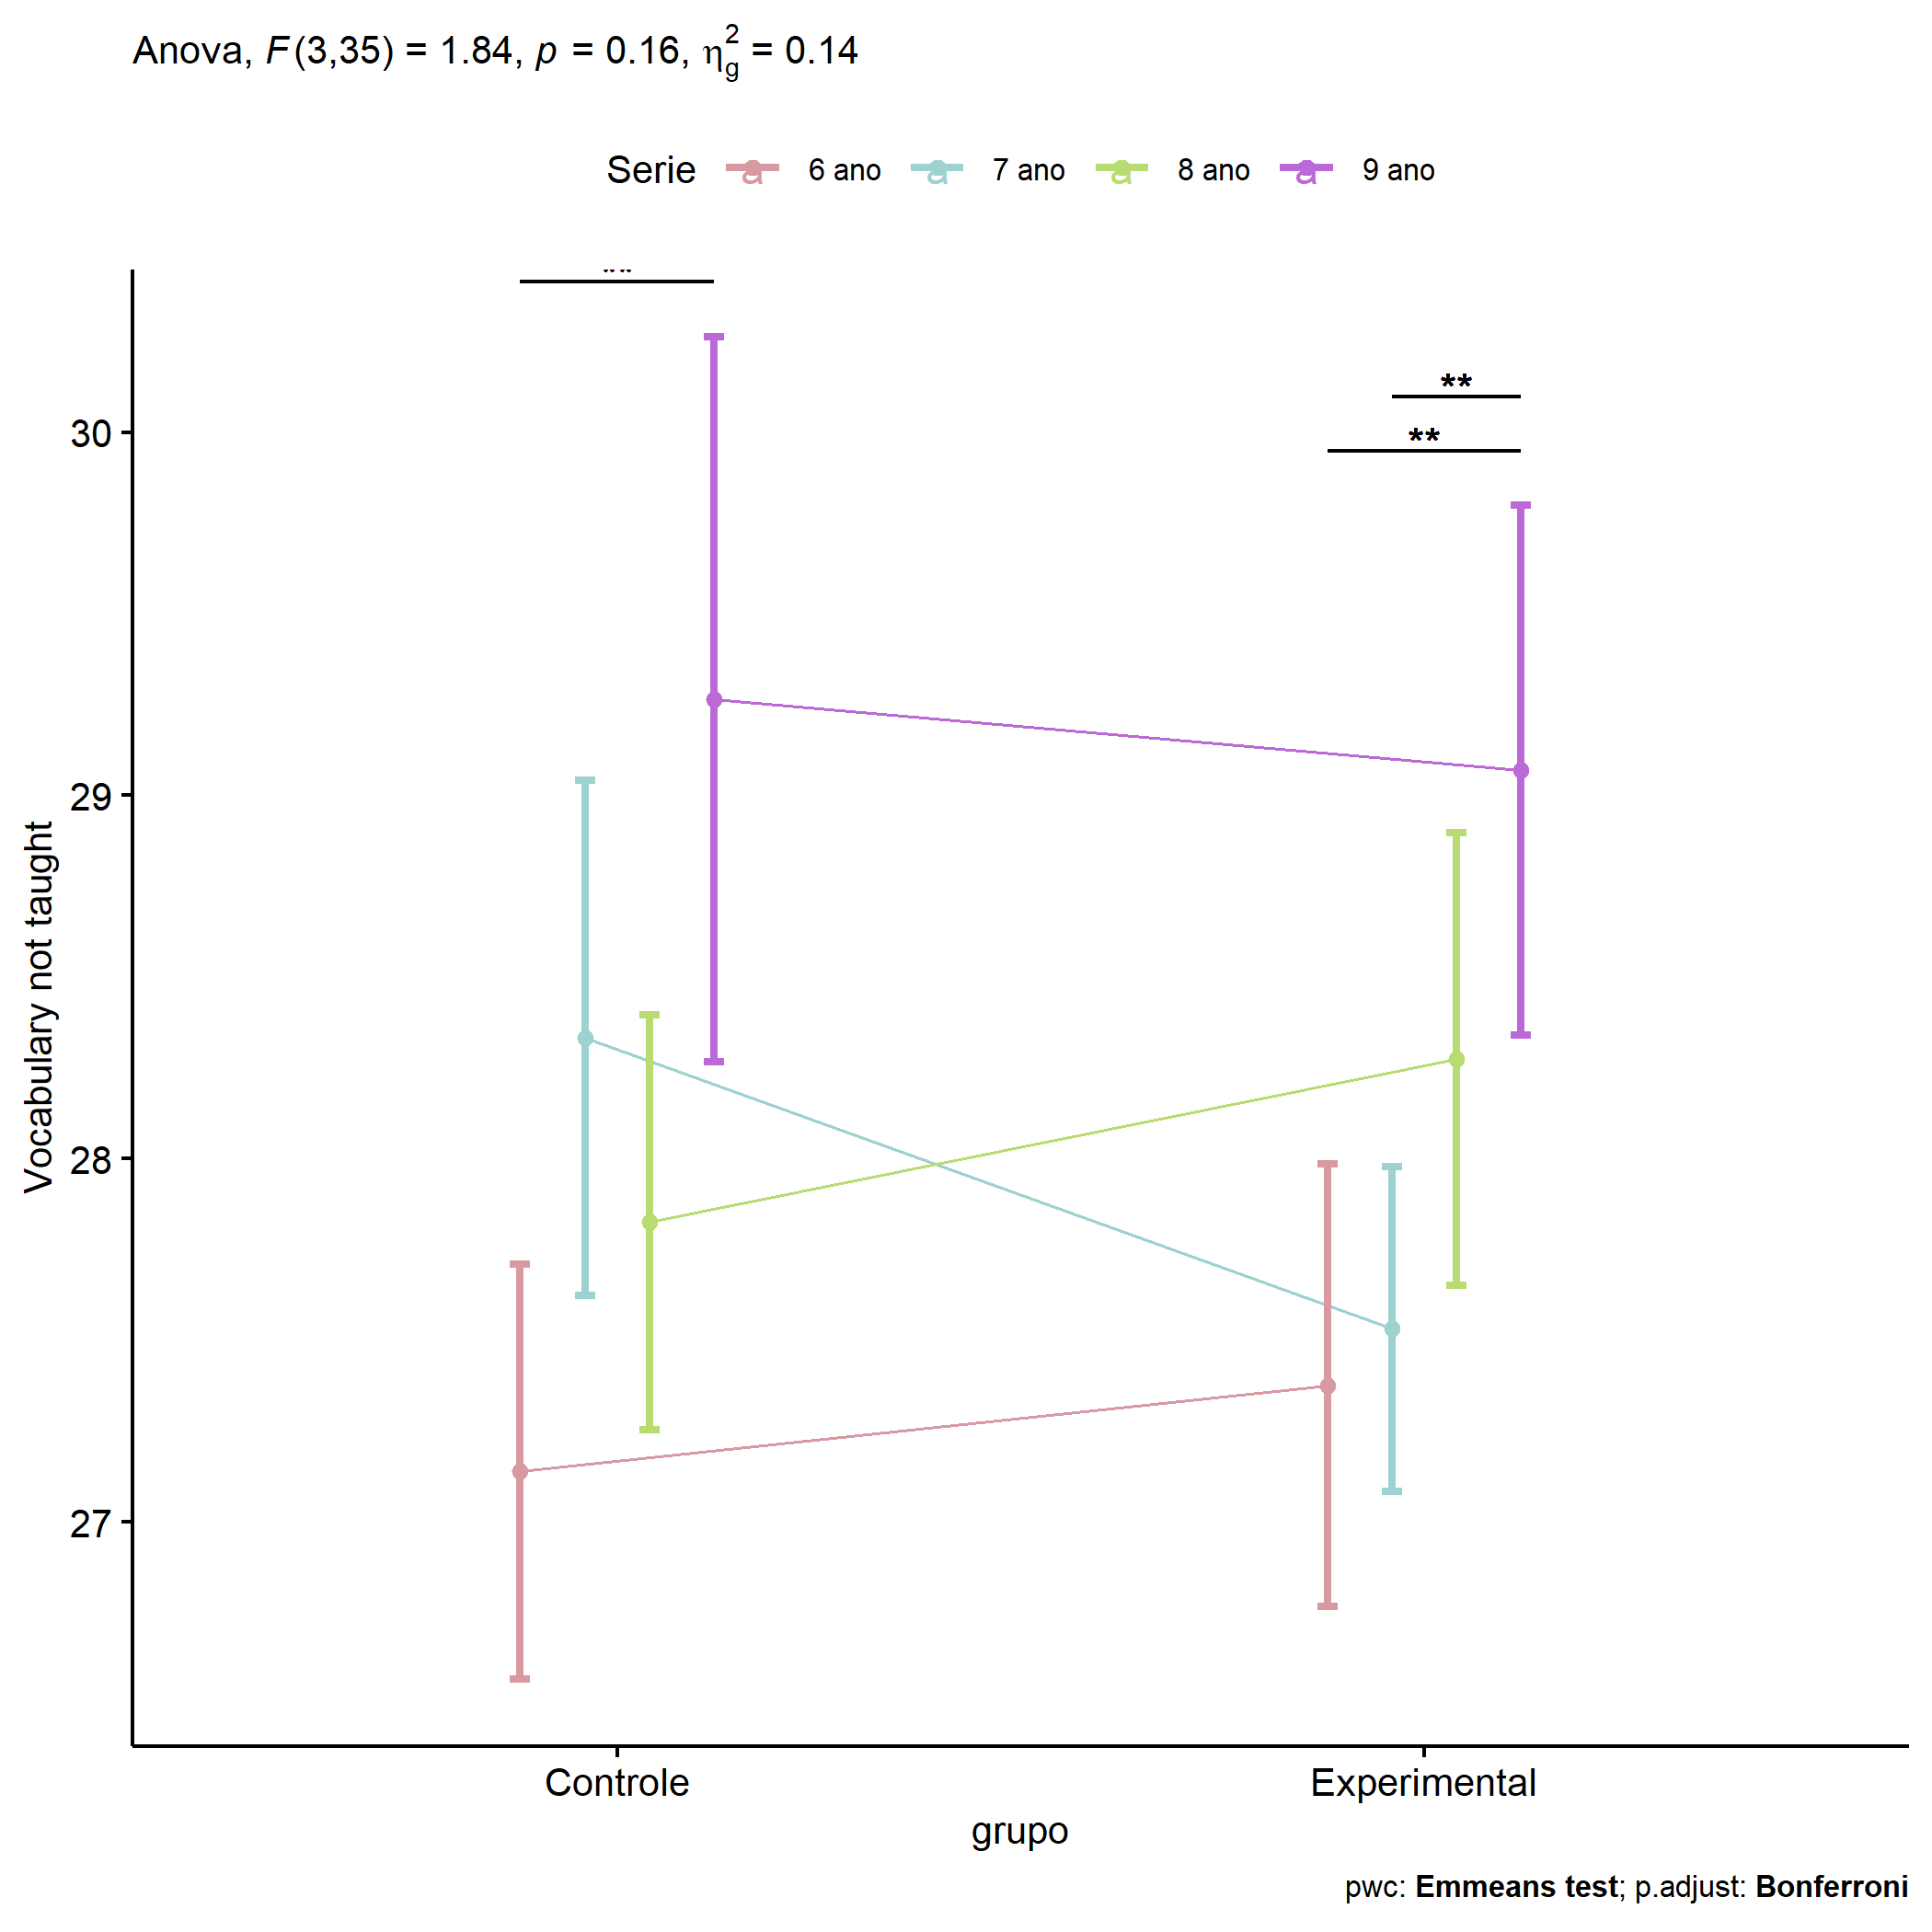 Anova, F(3,35) = 1.84, p = 0.16, η²g = 0.14
Serie a 6 ano a 7 ano a 8 ano a 9 ano
**
**
**
30
29
28
27
Vocabulary not taught
Controle Experimental
grupo
pwc: Emmeans test; p.adjust: Bonferroni